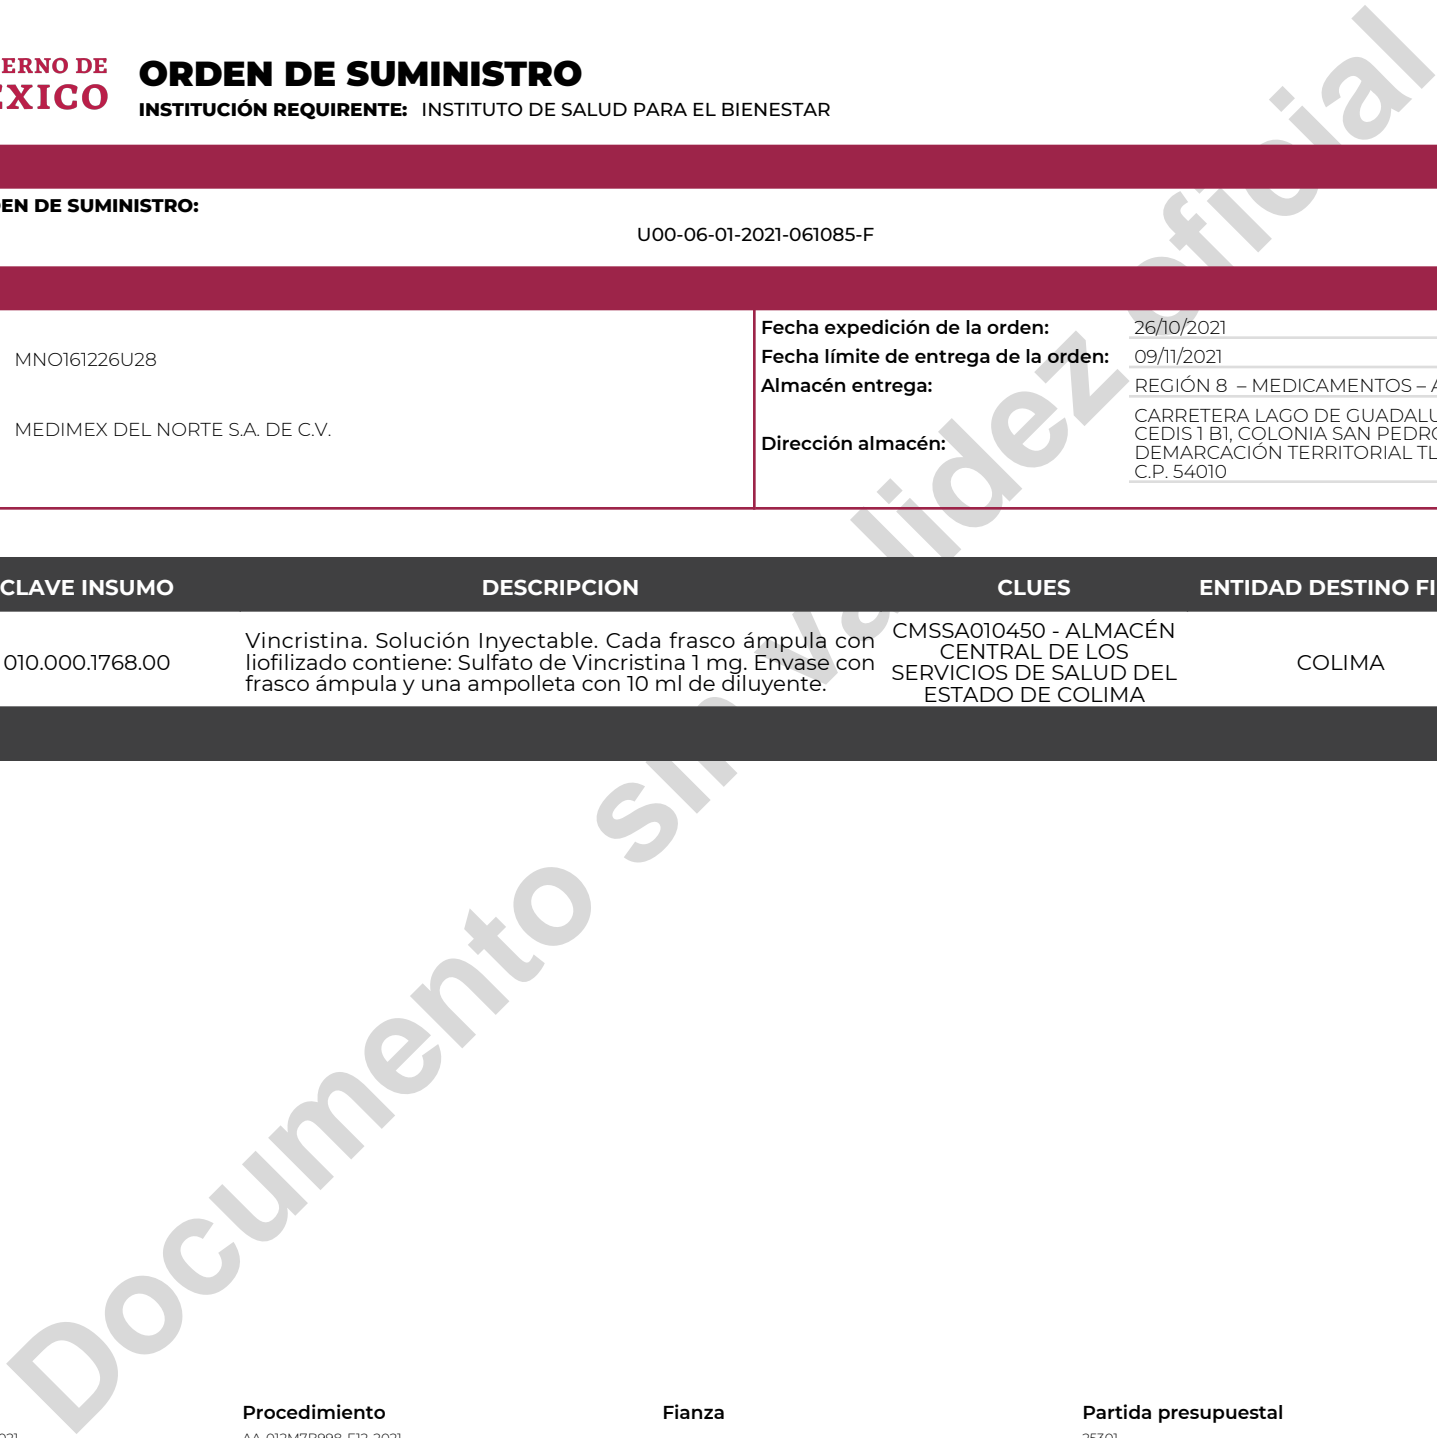 ERNO DE
ORDEN DE SUMINISTRO
EXICO
INSTITUCIÓN REQUIRENTE: INSTITUTO DE SALUD PARA EL BIENESTAR
EN DE SUMINISTRO:
U00-06-01-2021-061085-F
MNO161226U28
MEDIMEX DEL NORTE S.A. DE C.V.
Fecha expedición de la orden: 26/10/2021
Fecha límite de entrega de la orden: 09/11/2021
Almacén entrega: REGIÓN 8 – MEDICAMENTOS – A
Dirección almacén:
CARRETERA LAGO DE GUADALU
CEDIS 1 B1, COLONIA SAN PEDRO
DEMARCACIÓN TERRITORIAL TL
C.P. 54010
CLAVE INSUMO DESCRIPCION CLUES ENTIDAD DESTINO FI
010.000.1768.00
Vincristina. Solución Inyectable. Cada frasco ámpula con
liofilizado contiene: Sulfato de Vincristina 1 mg. Envase con
frasco ámpula y una ampolleta con 10 ml de diluyente.
CMSSA010450 - ALMACÉN
CENTRAL DE LOS
SERVICIOS DE SALUD DEL
ESTADO DE COLIMA
COLIMA
Documento sin validez oficial
Procedimiento Fianza Partida presupuestal